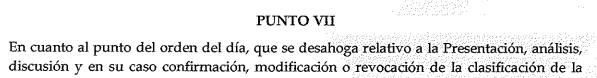 PUNTO VII
En cuanto al punto del orden del día, que se desahoga relativo a la Presentación, análisis,
discusión y en su caso confirmación, modificación o revocación de la clasificación de la